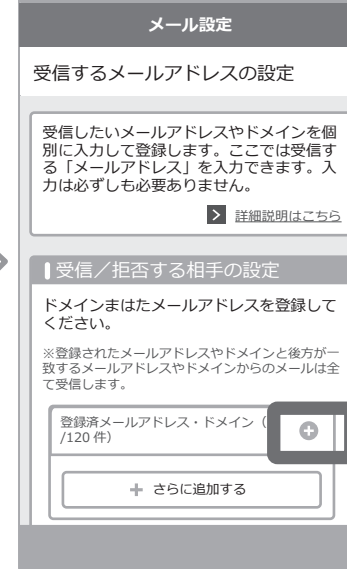 メール設定
受信するメールアドレスの設定
受信したいメールアドレスやドメインを個
別に入力して登録します。ここでは受信す
る「メールアドレス」を入力できます。入
力は必ずしも必要ありません。
詳細説明はこちら
受信／拒否する相手の設定
ドメインまはたメールアドレスを登録して
ください。
※登録されたメールアドレスやドメインと後方が一
致するメールアドレスやドメインからのメールは全
て受信します。
登録済メールアドレス・ドメイン（
/120 件）
さらに追加する